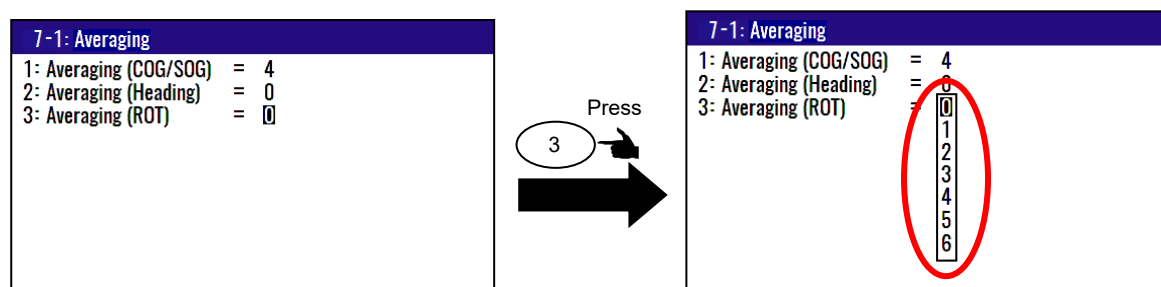 7-1: Averaging
1: Averaging (COG/SOG) = 4
2: Averaging (Heading) = 0
3: Averaging (ROT) = 0
Press
3
7-1: Averaging
1: Averaging (COG/SOG) = 4
2: Averaging (Heading) = 0
3: Averaging (ROT) = 0
1
2
3
4
5
6